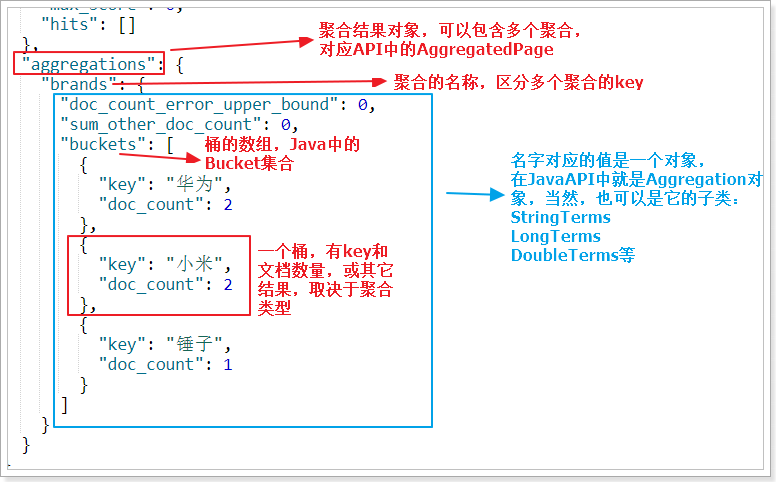 "max_score": 0,
"hits": []
},
"aggregations": {
"brands": {
"doc_count_error_upper_bound": 0,
"sum_other_doc_count": 0,
"buckets": [
{
"key": "华为",
"doc_count": 2
},
{
"key": "小米",
"doc_count": 2
},
{
"key": "锤子",
"doc_count": 1
}
]
}
}
聚合结果对象，可以包含多个聚合，
对应API中的AggregatedPage
聚合的名称，区分多个聚合的key
桶的数组，Java中的
Bucket集合
一个桶，有key和
文档数量，或其它
结果，取决于聚合
类型
名字对应的值是一个对象，
在JavaAPI中就是Aggregation对
象，当然，也可以是它的子类：
StringTerms
LongTerms
DoubleTerms等